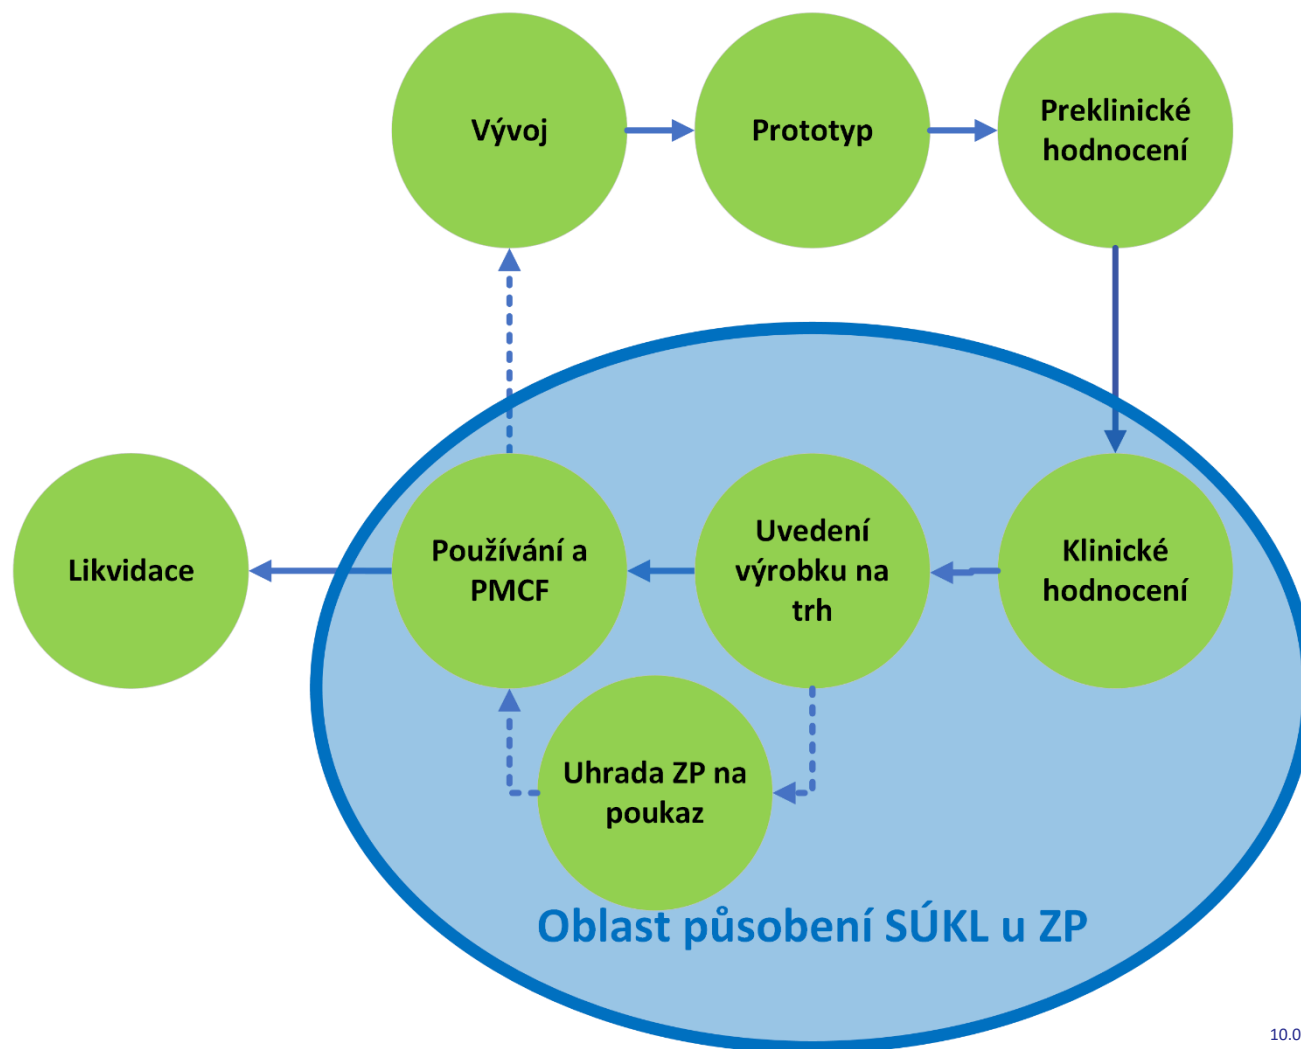 Vývoj
Prototyp
Preklinické
hodnocení
Likvidace
Používání a
PMCF
Uvedení
výrobku na
trh
Klinické
hodnocení
Uhrada ZP na
poukaz
Oblast působení SÚKL u ZP
10.0